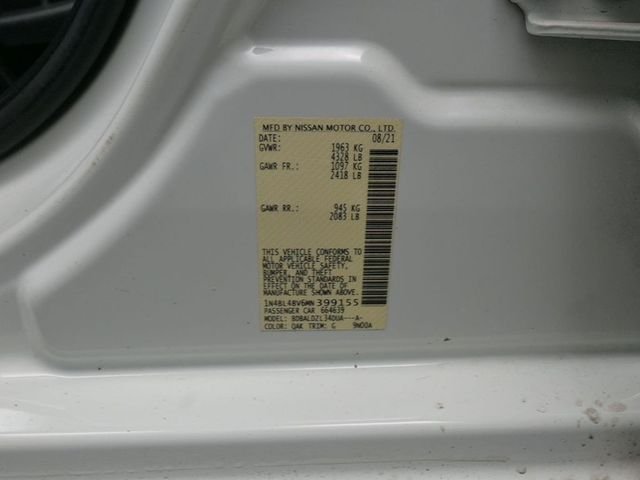 MFD BY NISSAN MOTOR CO., LTD.
DATE: 08/21
GVWR: 1963 KG
4328 LB
GAWR FR.: 1097 KG
2418 LB
GAWR RR.: 945 KG
2083 LB
THIS VEHICLE CONFORMS TO
ALL APPLICABLE FEDERAL
MOTOR VEHICLE SAFETY,
BUMPER, AND THEFT
PREVENTION STANDARDS IN
EFFECT ON THE DATE OF
MANUFACTURE SHOWN ABOVE.
1N4BL4BV6MN399155
PASSENGER CAR 664639
MODEL: BDBALDZL34DUA---A-
COLOR: QAK TRIM: G 9N00A